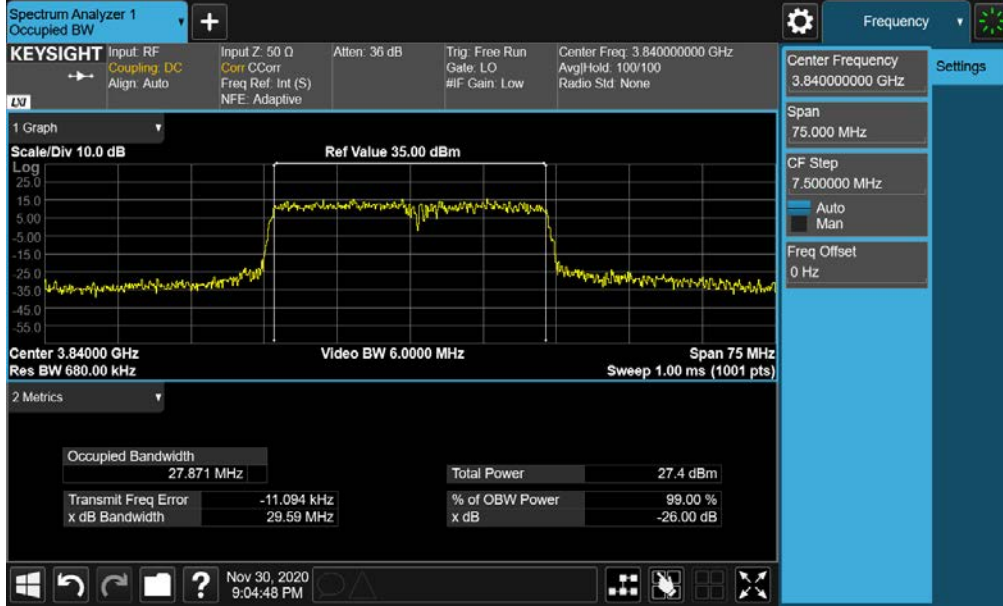 Spectrum Analyzer 1
Occupied BW
Frequency
KEYSIGHT
LXI
Input: RF
Coupling: DC
Align: Auto
Input Z: 50 Ω
Corr CCorr
Freq Ref: Int (S)
NFE: Adaptive
Atten: 36 dB
Trig: Free Run
Gate: LO
#IF Gain: Low
Center Freq: 3.840000000 GHz
Avg|Hold: 100/100
Radio Std: None
Center Frequency
3.840000000 GHz
Settings
Span
75.000 MHz
CF Step
7.500000 MHz
Auto
Man
Freq Offset
0 Hz
1 Graph
Scale/Div 10.0 dB
Ref Value 35.00 dBm
Log
25.0
15.0
5.00
-5.00
-15.0
-25.0
-35.0
-45.0
-55.0
Center 3.84000 GHz
Video BW 6.0000 MHz
Span 75 MHz
Res BW 680.00 kHz
Sweep 1.00 ms (1001 pts)
2 Metrics
Occupied Bandwidth
27.871 MHz
Total Power 27.4 dBm
Transmit Freq Error -11.094 kHz
% of OBW Power 99.00 %
x dB Bandwidth 29.59 MHz
x dB -26.00 dB
?
Nov 30, 2020
9:04:48 PM